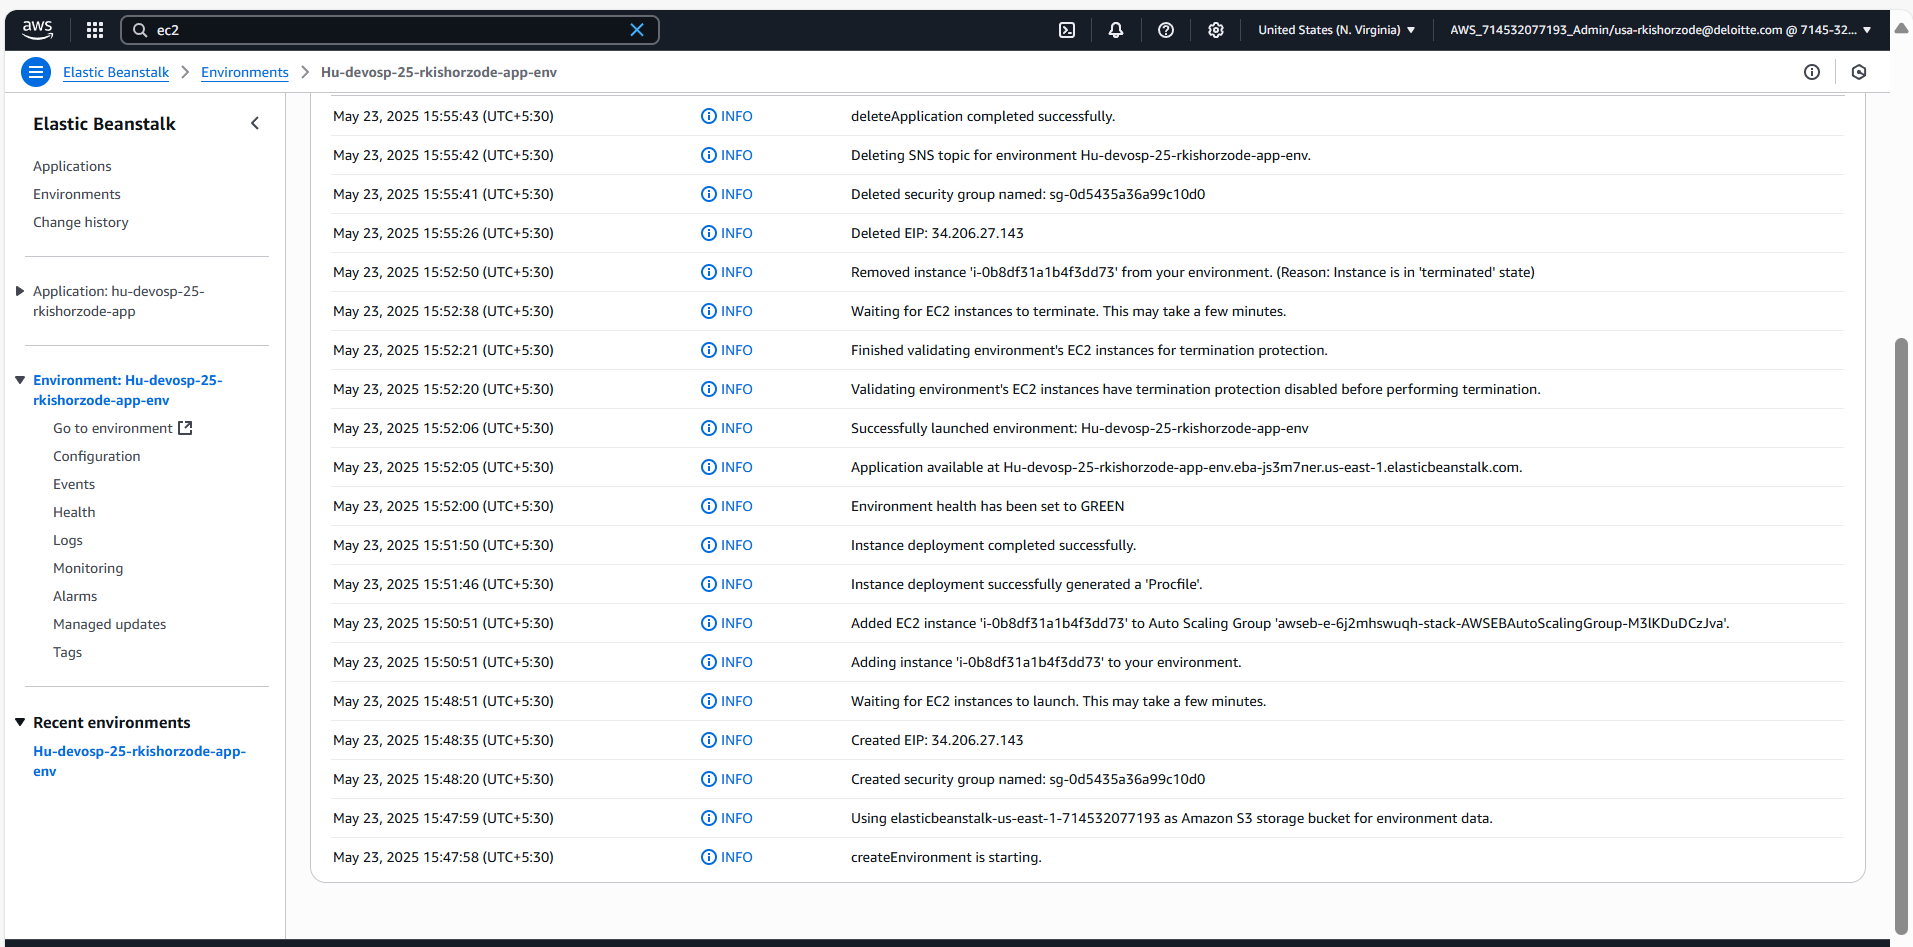 aws
ec2
United States (N. Virginia)
AWS_714532077193_Admin/usa-rkishorzode@deloitte.com @ 7145-32...
Elastic Beanstalk
Environments
Hu-devosp-25-rkishorzode-app-env
Elastic Beanstalk
Applications
Environments
Change history
Application: hu-devosp-25-
rkishorzode-app
Environment: Hu-devosp-25-
rkishorzode-app-env
Go to environment
Configuration
Events
Health
Logs
Monitoring
Alarms
Managed updates
Tags
Recent environments
Hu-devosp-25-rkishorzode-app-
env
May 23, 2025 15:55:43 (UTC+5:30) INFO deleteApplication completed successfully.
May 23, 2025 15:55:42 (UTC+5:30) INFO Deleting SNS topic for environment Hu-devosp-25-rkishorzode-app-env.
May 23, 2025 15:55:41 (UTC+5:30) INFO Deleted security group named: sg-0d5435a36a99c10d0
May 23, 2025 15:55:26 (UTC+5:30) INFO Deleted EIP: 34.206.27.143
May 23, 2025 15:52:50 (UTC+5:30) INFO Removed instance 'i-0b8df31a1b4f3dd73' from your environment. (Reason: Instance is in 'terminated' state)
May 23, 2025 15:52:38 (UTC+5:30) INFO Waiting for EC2 instances to terminate. This may take a few minutes.
May 23, 2025 15:52:21 (UTC+5:30) INFO Finished validating environment's EC2 instances for termination protection.
May 23, 2025 15:52:20 (UTC+5:30) INFO Validating environment's EC2 instances have termination protection disabled before performing termination.
May 23, 2025 15:52:06 (UTC+5:30) INFO Successfully launched environment: Hu-devosp-25-rkishorzode-app-env
May 23, 2025 15:52:05 (UTC+5:30) INFO Application available at Hu-devosp-25-rkishorzode-app-env.eba-js3m7ner.us-east-1.elasticbeanstalk.com.
May 23, 2025 15:52:00 (UTC+5:30) INFO Environment health has been set to GREEN
May 23, 2025 15:51:50 (UTC+5:30) INFO Instance deployment completed successfully.
May 23, 2025 15:51:46 (UTC+5:30) INFO Instance deployment successfully generated a 'Procfile'.
May 23, 2025 15:50:51 (UTC+5:30) INFO Added EC2 instance 'i-0b8df31a1b4f3dd73' to Auto Scaling Group 'awseb-e-6j2mhswuqh-stack-AWSEBAutoScalingGroup-M3lKDuDCzJva'.
May 23, 2025 15:50:51 (UTC+5:30) INFO Adding instance 'i-0b8df31a1b4f3dd73' to your environment.
May 23, 2025 15:48:51 (UTC+5:30) INFO Waiting for EC2 instances to launch. This may take a few minutes.
May 23, 2025 15:48:35 (UTC+5:30) INFO Created EIP: 34.206.27.143
May 23, 2025 15:48:20 (UTC+5:30) INFO Created security group named: sg-0d5435a36a99c10d0
May 23, 2025 15:47:59 (UTC+5:30) INFO Using elasticbeanstalk-us-east-1-714532077193 as Amazon S3 storage bucket for environment data.
May 23, 2025 15:47:58 (UTC+5:30) INFO createEnvironment is starting.